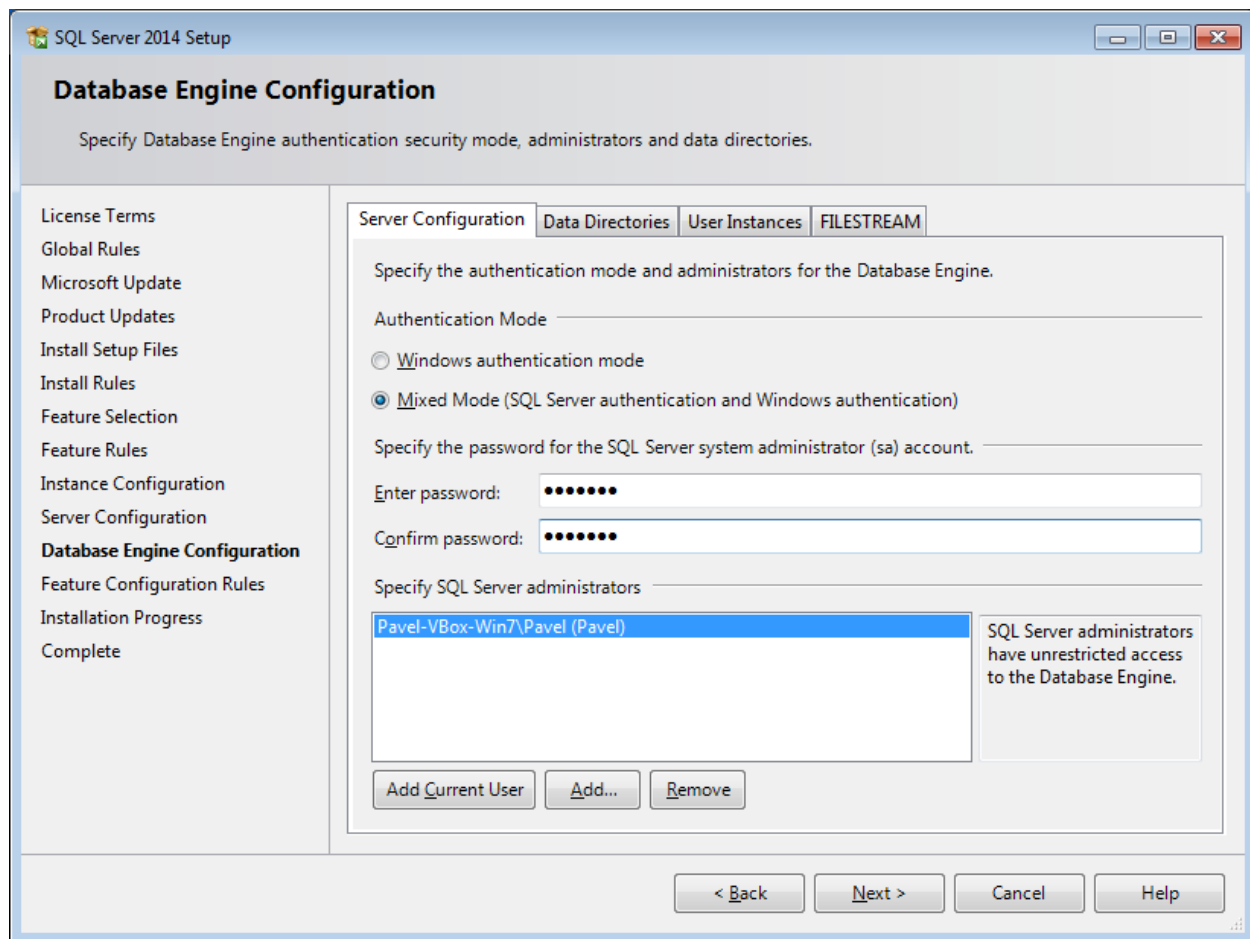 SQL Server 2014 Setup
Database Engine Configuration
Specify Database Engine authentication security mode, administrators and data directories.
License Terms
Global Rules
Microsoft Update
Product Updates
Install Setup Files
Install Rules
Feature Selection
Feature Rules
Instance Configuration
Server Configuration
Database Engine Configuration
Feature Configuration Rules
Installation Progress
Complete
Server Configuration Data Directories User Instances FILESTREAM
Specify the authentication mode and administrators for the Database Engine.
Authentication Mode
Windows authentication mode
Mixed Mode (SQL Server authentication and Windows authentication)
Specify the password for the SQL Server system administrator (sa) account.
Enter password: ●●●●●●●
Confirm password: ●●●●●●●
Specify SQL Server administrators
Pavel-VBox-Win7\Pavel (Pavel)
SQL Server administrators
have unrestricted access
to the Database Engine.
Add Current User Add... Remove
< Back Next > Cancel Help